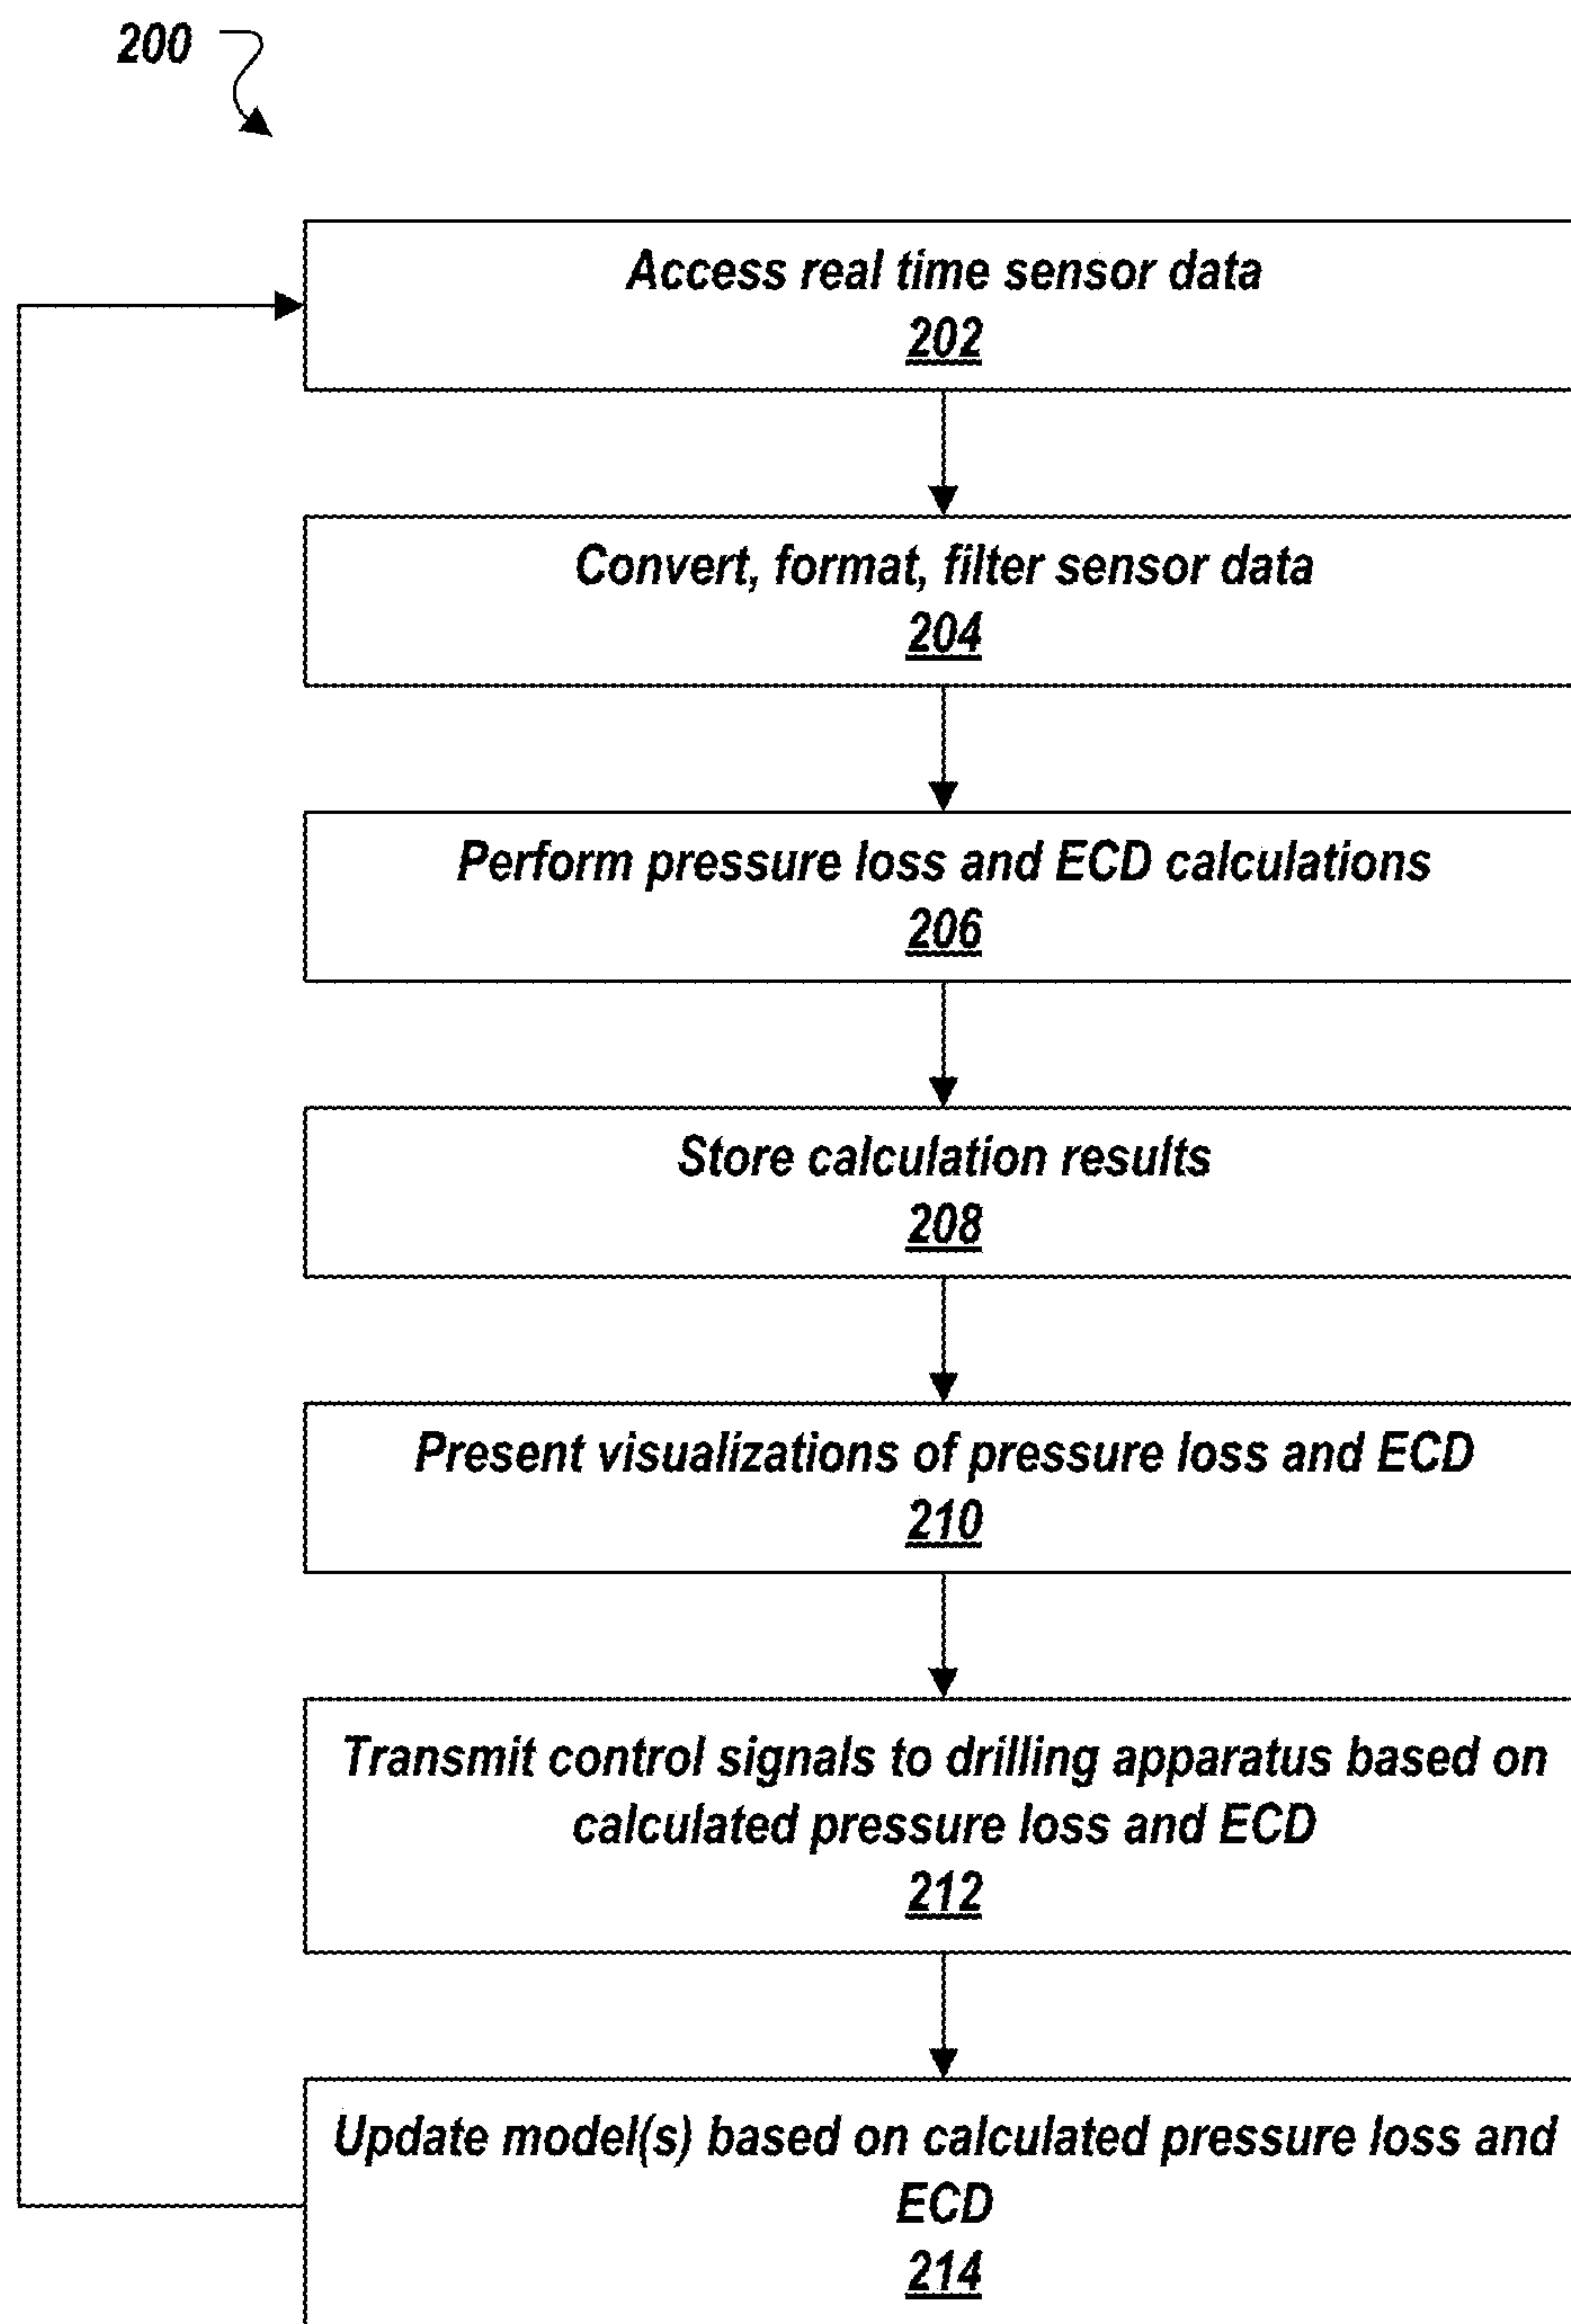 200
Access real time sensor data
202
Convert, format, filter sensor data
204
Perform pressure loss and ECD calculations
206
Store calculation results
208
Present visualizations of pressure loss and ECD
210
Transmit control signals to drilling apparatus based on
calculated pressure loss and ECD
212
Update model(s) based on calculated pressure loss and
ECD
214